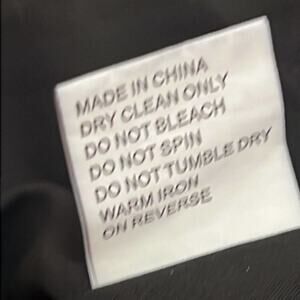 MADE IN CHINA
DRY CLEAN ONLY
DO NOT BLEACH
DO NOT SPIN
DO NOT TUMBLE DRY
WARM IRON
ON REVERSE